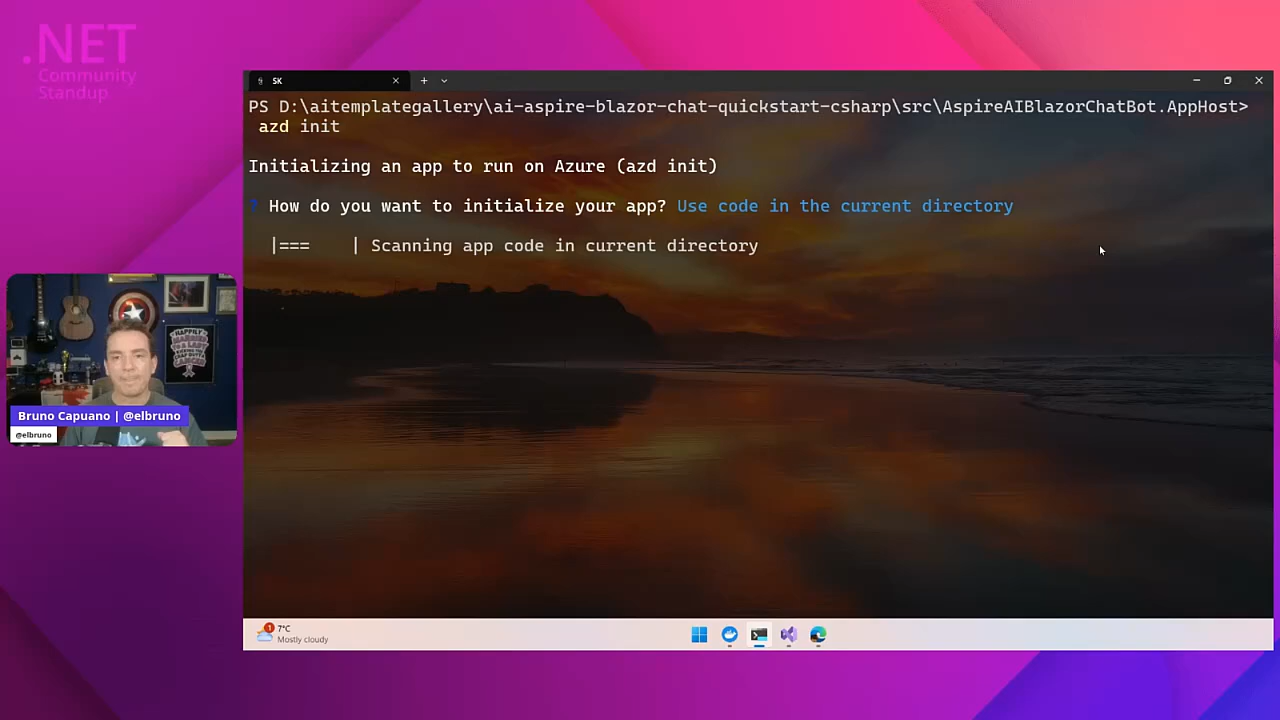 .NET
Community
Standup
SK
PS D:\aitemplategallery\ai-aspire-blazor-chat-quickstart-csharp\src\AspireAIBlazorChatBot.AppHost>
azd init
Initializing an app to run on Azure (azd init)
? How do you want to initialize your app? Use code in the current directory
|===    | Scanning app code in current directory
HAPPILY
Bruno Capuano | @elbruno
@elbruno
1
7°C
Mostly cloudy